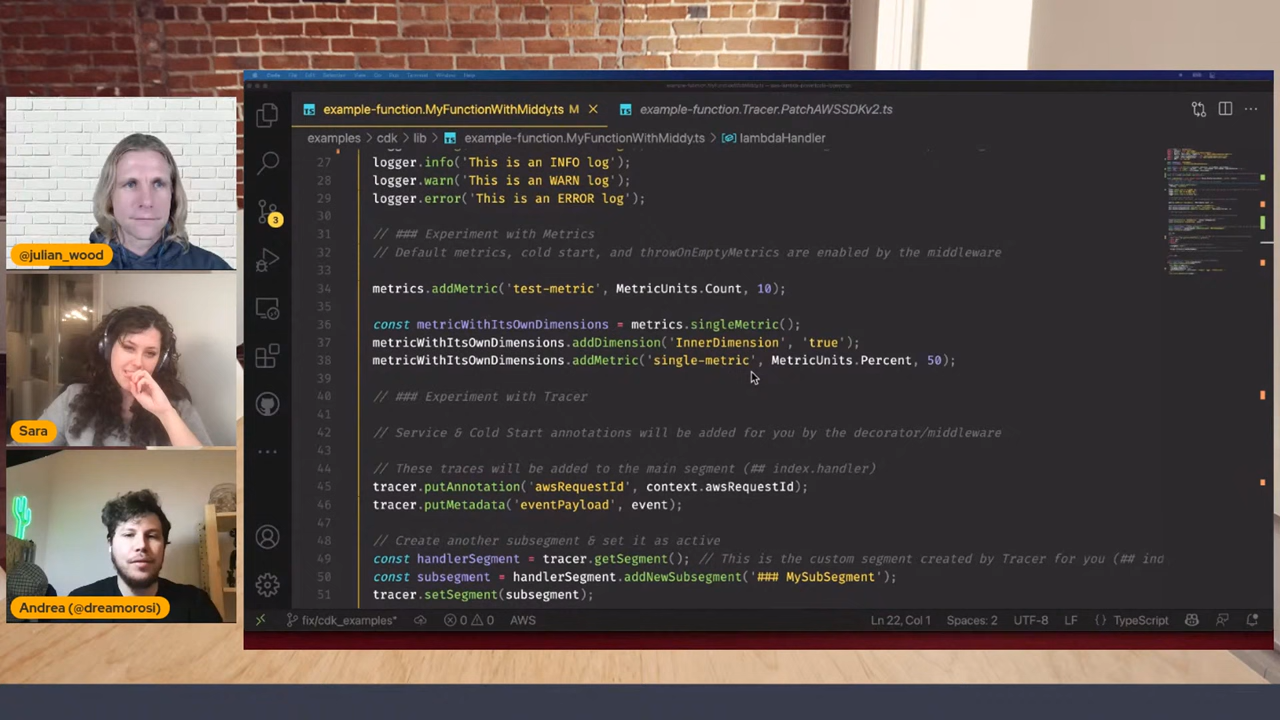 example-function.MyFunctionWithMiddy.ts M
example-function.Tracer.PatchAWSSDKv2.ts
examples > cdk > lib > example-function.MyFunctionWithMiddy.ts > lambdaHandler
27 logger.info('This is an INFO log');
28 logger.warn('This is an WARN log');
29 logger.error('This is an ERROR log');
30
31 // ### Experiment with Metrics
32 // Default metrics, cold start, and throwOnEmptyMetrics are enabled by the middleware
33
34 metrics.addMetric('test-metric', MetricUnits.Count, 10);
35
36 const metricWithItsOwnDimensions = metrics.singleMetric();
37 metricWithItsOwnDimensions.addDimension('InnerDimension', 'true');
38 metricWithItsOwnDimensions.addMetric('single-metric', MetricUnits.Percent, 50);
39
40 // ### Experiment with Tracer
41
42 // Service & Cold Start annotations will be added for you by the decorator/middleware
43
44 // These traces will be added to the main segment (## index.handler)
45 tracer.putAnnotation('awsRequestId', context.awsRequestId);
46 tracer.putMetadata('eventPayload', event);
47
48 // Create another subsegment & set it as active
49 const handlerSegment = tracer.getSegment(); // This is the custom segment created by Tracer for you (## ind
50 const subsegment = handlerSegment.addNewSubsegment('### MySubSegment');
51 tracer.setSegment(subsegment);
3
fix/cdk_examples* 0 0 AWS Ln 22, Col 1 Spaces: 2 UTF-8 LF {} TypeScript
@julian_wood
Sara
Andrea (@dreamorosi)